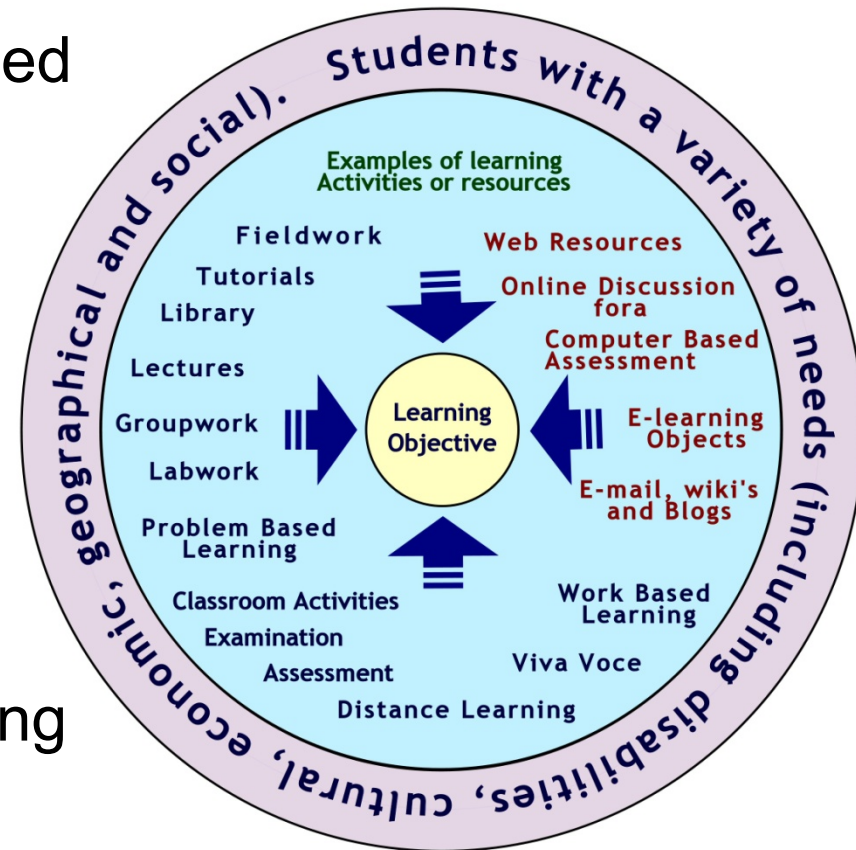 ed
ng
Students with a variety of needs (including disabilities, cultural, economic, geographical and social).
Examples of learning
Activities or resources
Fieldwork
Tutorials
Library
Lectures
Groupwork
Labwork
Problem Based
Learning
Classroom Activities
Examination
Assessment
Distance Learning
Viva Voce
Work Based
Learning
Web Resources
Online Discussion
fora
Computer Based
Assessment
E-learning
Objects
E-mail, wiki's
and Blogs
Learning
Objective